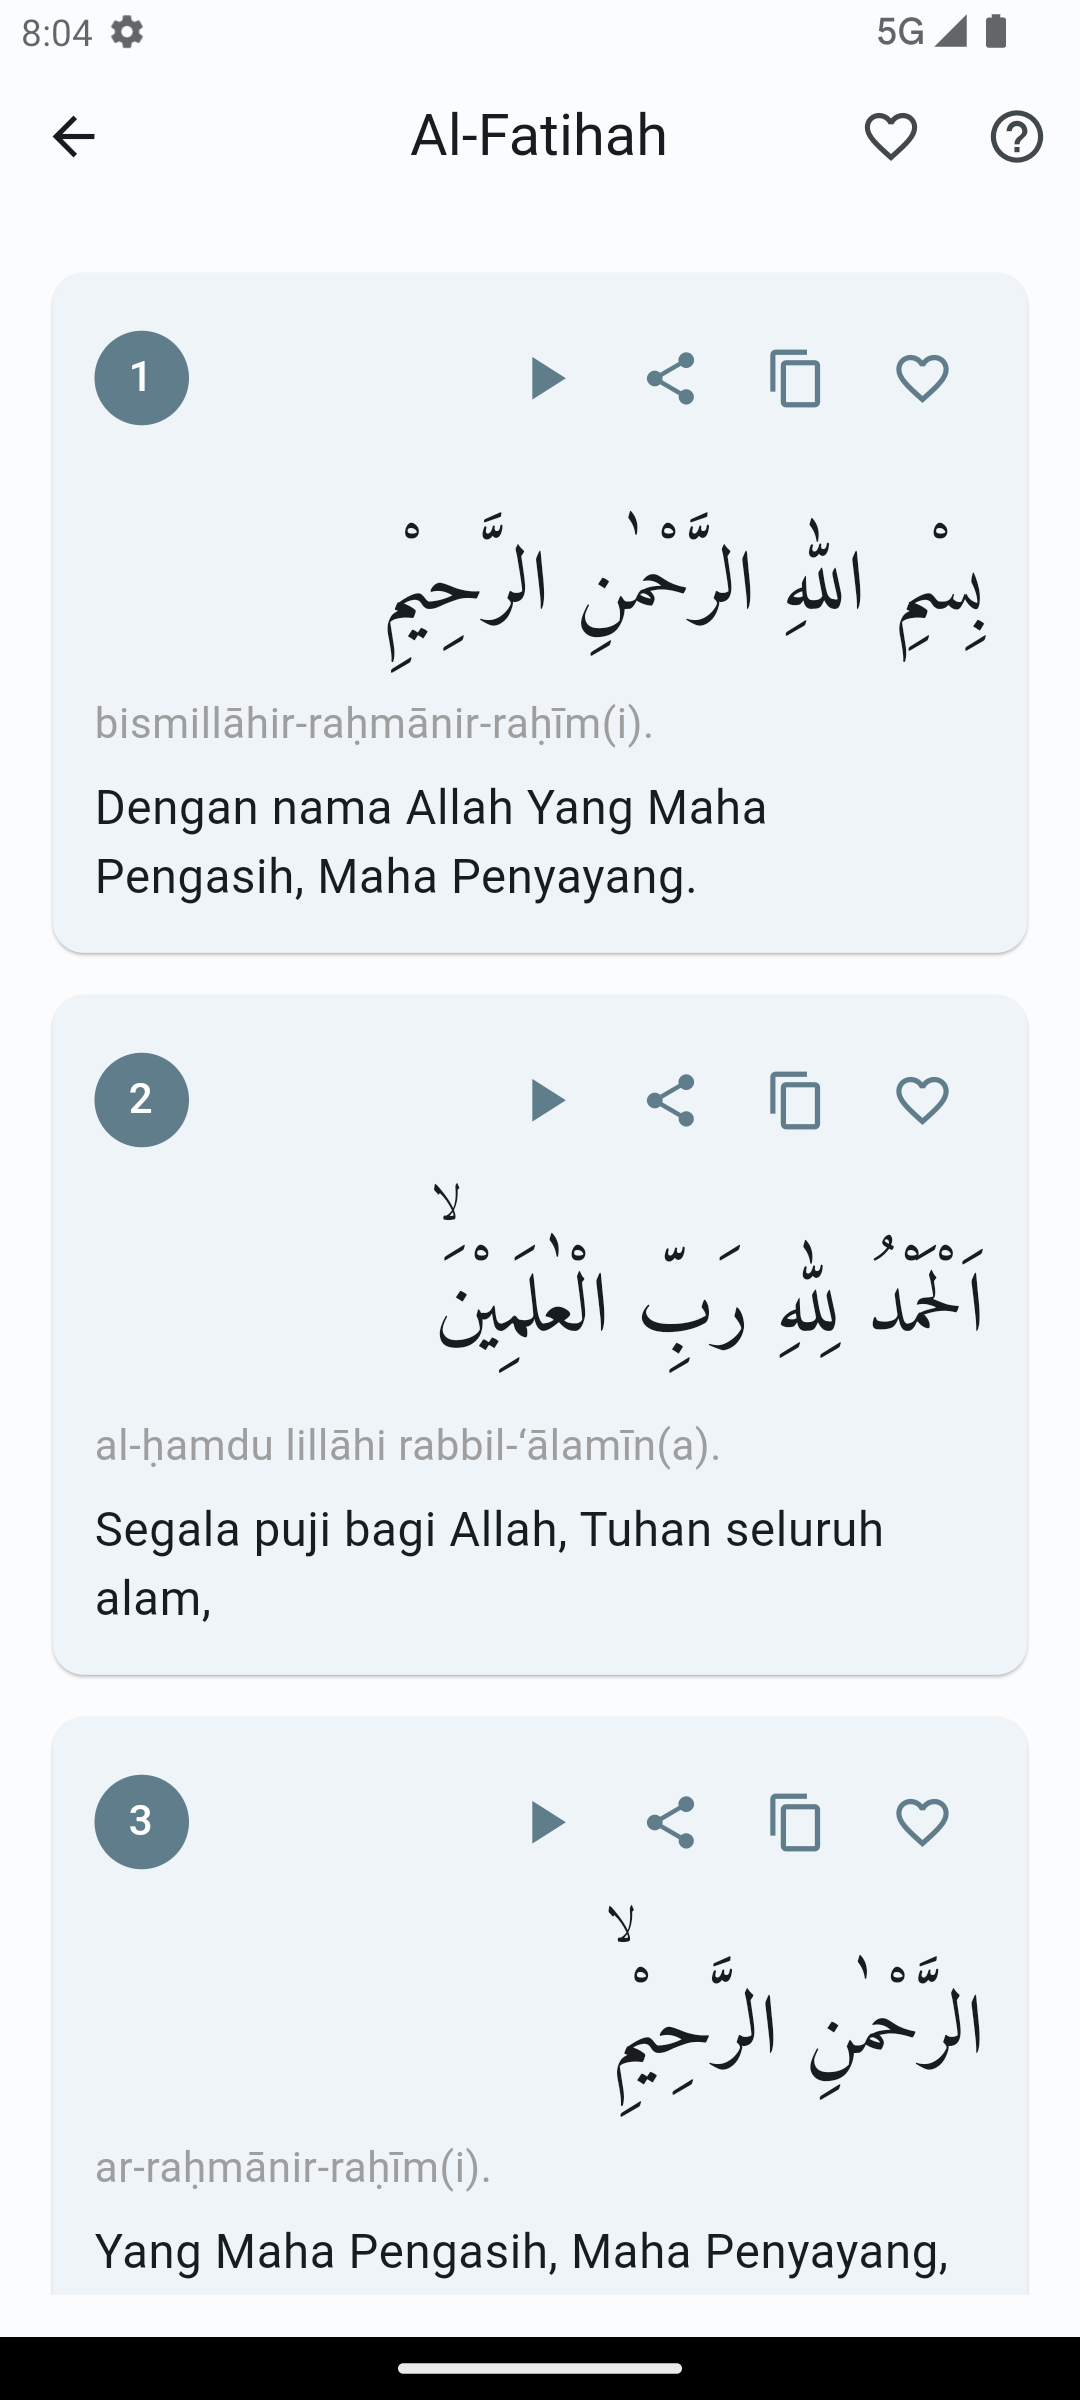 8:04
5G
Al-Fatihah
1
بِسْمِ اللّٰهِ الرَّحْمٰنِ الرَّحِيْمِ
bismillāhir-raḥmānir-raḥīm(i).
Dengan nama Allah Yang Maha
Pengasih, Maha Penyayang.
2
اَلْحَمْدُ لِلّٰهِ رَبِّ الْعٰلَمِيْنَۙ
al-ḥamdu lillāhi rabbil-‘ālamīn(a).
Segala puji bagi Allah, Tuhan seluruh
alam,
3
الرَّحْمٰنِ الرَّحِيْمِۙ
ar-raḥmānir-raḥīm(i).
Yang Maha Pengasih, Maha Penyayang,